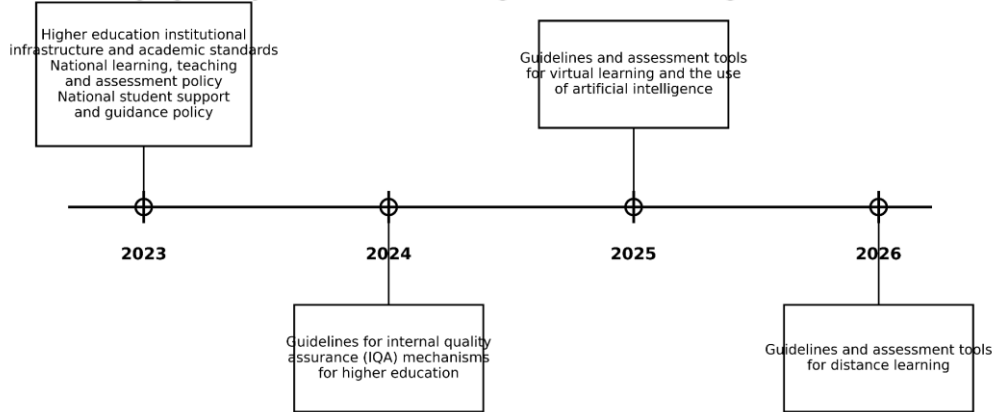 Higher education institutional
infrastructure and academic standards
National learning, teaching
and assessment policy
National student support
and guidance policy
Guidelines and assessment tools
for virtual learning and the use
of artificial intelligence
2023
2024
2025
2026
Guidelines for internal quality
assurance (IQA) mechanisms
for higher education
Guidelines and assessment tools
for distance learning